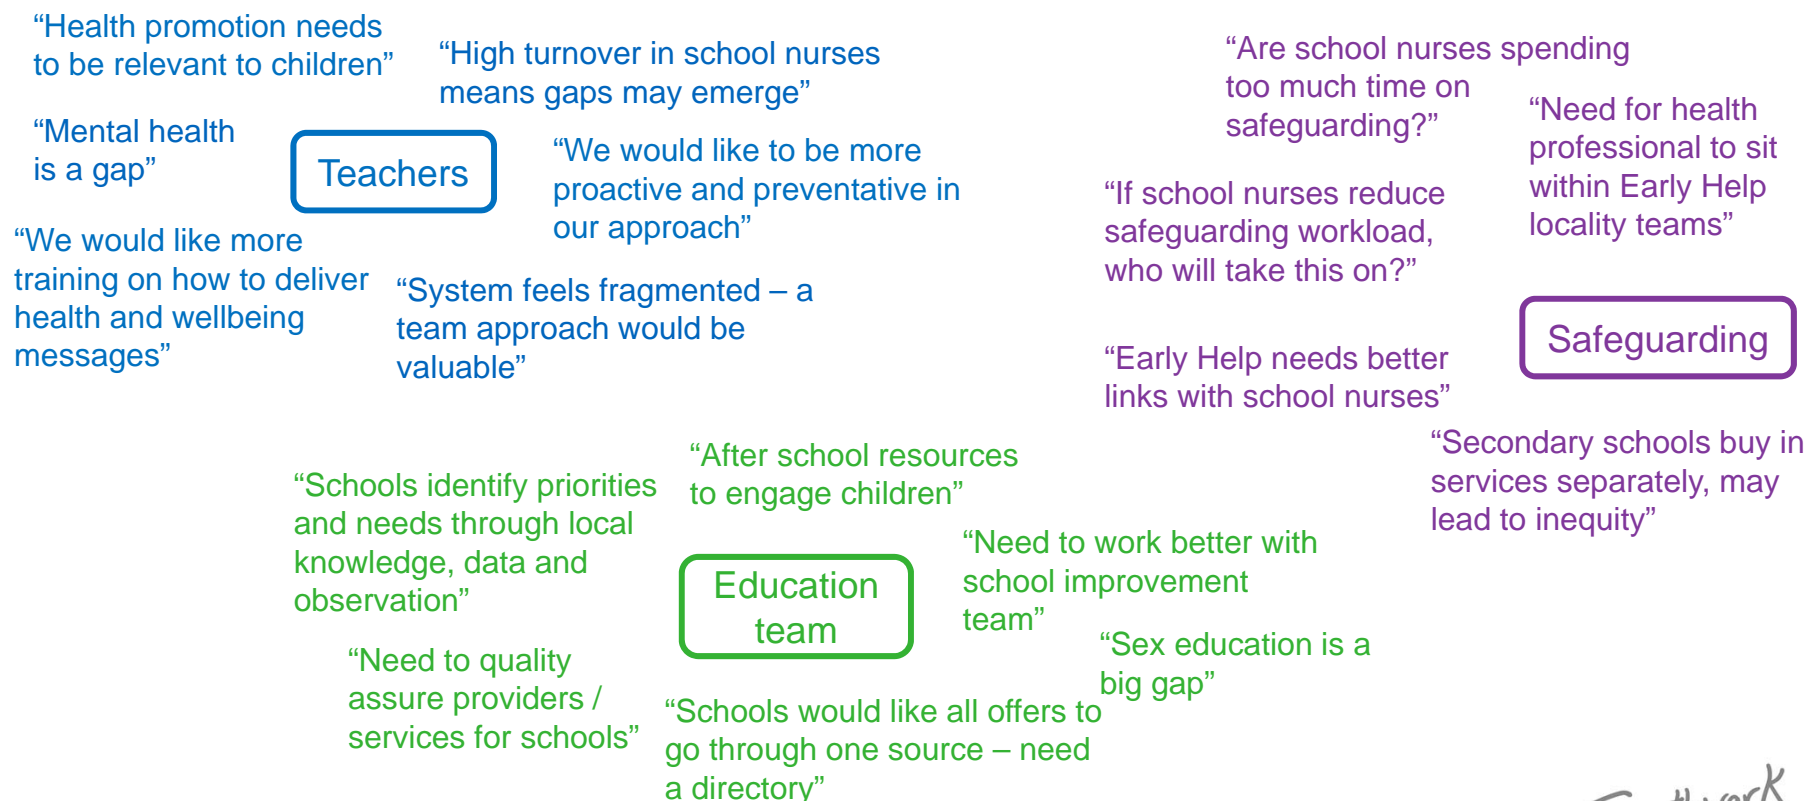 “Health promotion needs
to be relevant to children”
“High turnover in school nurses
means gaps may emerge”
“Mental health
is a gap”
Teachers
“We would like to be more
proactive and preventative in
our approach”
“We would like more
training on how to deliver
health and wellbeing
messages”
“System feels fragmented – a
team approach would be
valuable”
“Are school nurses spending
too much time on
safeguarding?”
“Need for health
professional to sit
within Early Help
locality teams”
“If school nurses reduce
safeguarding workload,
who will take this on?”
Safeguarding
“Early Help needs better
links with school nurses”
“Secondary schools buy in
services separately, may
lead to inequity”
“After school resources
to engage children”
“Schools identify priorities
and needs through local
knowledge, data and
observation”
“Need to work better with
school improvement
team”
Education
team
“Sex education is a
big gap”
“Need to quality
assure providers /
services for schools”
“Schools would like all offers to
go through one source – need
a directory”